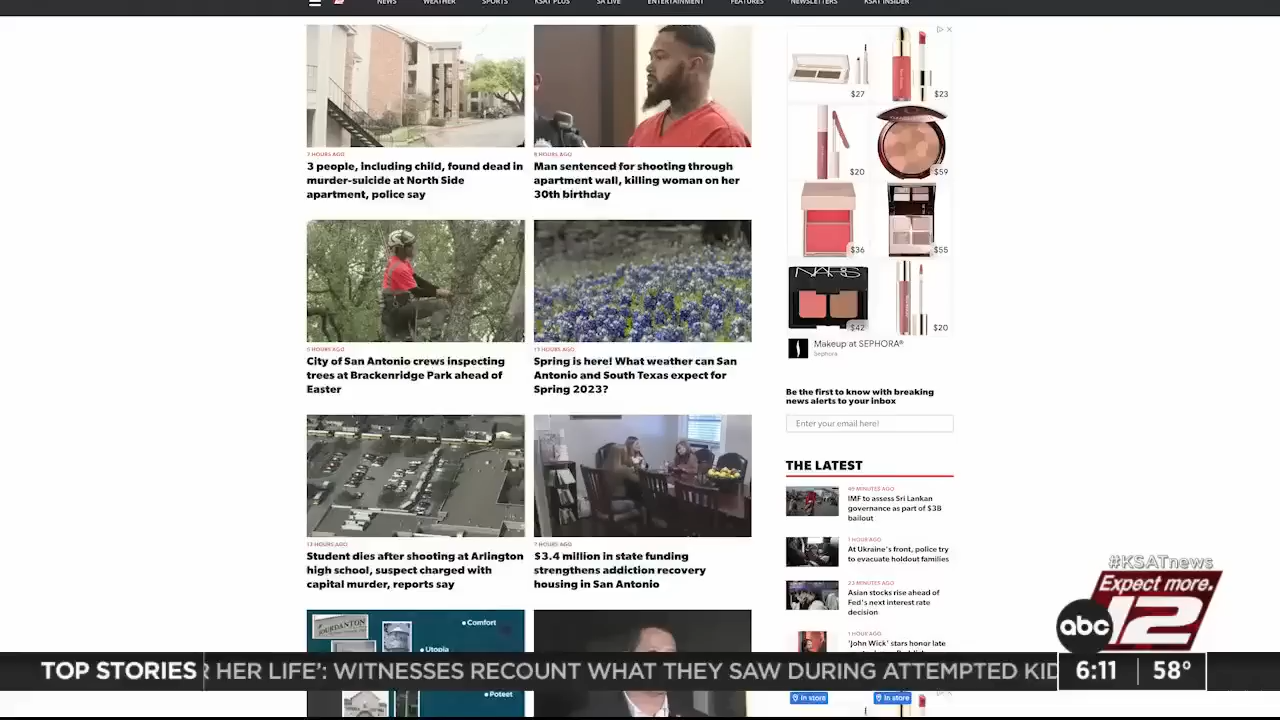 NEWS WEATHER SPORTS KSAT PLUS SA LIVE ENTERTAINMENT FEATURES NEWSLETTERS KSAT INSIDER
3 people, including child, found dead in
murder-suicide at North Side
apartment, police say
8 HOURS AGO
Man sentenced for shooting through
apartment wall, killing woman on her
30th birthday
City of San Antonio crews inspecting
trees at Brackenridge Park ahead of
Easter
Spring is here! What weather can San
Antonio and South Texas expect for
Spring 2023?
13 HOURS AGO
Student dies after shooting at Arlington
high school, suspect charged with
capital murder, reports say
7 HOURS AGO
$3.4 million in state funding
strengthens addiction recovery
housing in San Antonio
JOURDANTON
• Comfort
• Utopia
• Poteet
$27
$23
$20
$59
$36
$55
NARS
$42
$20
Makeup at SEPHORA®
Sephora
Be the first to know with breaking
news alerts to your inbox
Enter your email here!
THE LATEST
49 MINUTES AGO
IMF to assess Sri Lankan
governance as part of $3B
bailout
1 HOUR AGO
At Ukraine's front, police try
to evacuate holdout families
23 MINUTES AGO
Asian stocks rise ahead of
Fed's next interest rate
decision
1 HOUR AGO
'John Wick' stars honor late
In store
In store
#KSATnews
Expect more.
abc 12
TOP STORIES
HER LIFE': WITNESSES RECOUNT WHAT THEY SAW DURING ATTEMPTED KID
6:11 58°